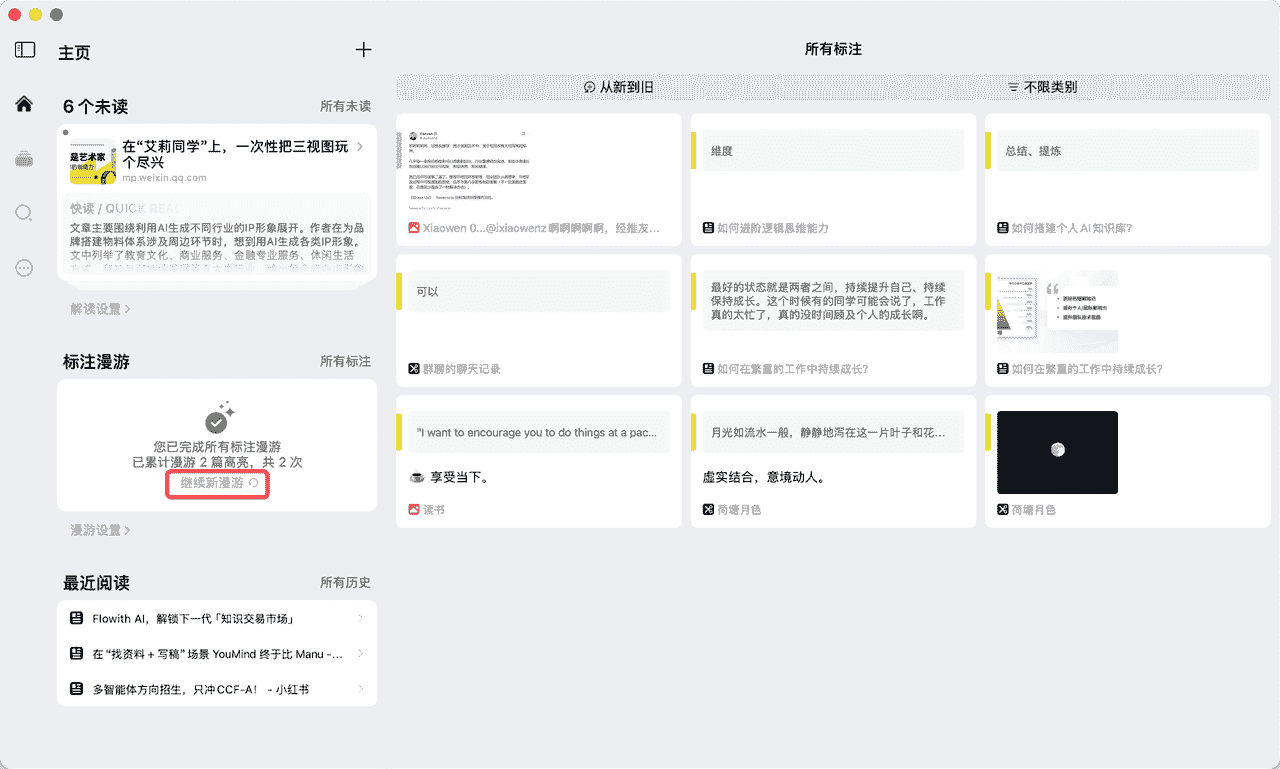 主页
6 个未读
所有未读
在“艾莉同学”上，一次性把三视图玩
个尽兴
mp.weixin.qq.com
是艺术家
快读 / QUICK REA
文章主要围绕利用AI生成不同行业的IP形象展开。作者在为品
牌搭建物料体系涉及周边环节时，想到用AI生成各类IP形象。
文中列举了教育文化、商业服务、金融专业服务、休闲生活
解读设置
标注漫游
所有标注
您已完成所有标注漫游
已累计漫游 2 篇高亮，共 2 次
继续新漫游
漫游设置
最近阅读
所有历史
Flowith AI，解锁下一代「知识交易市场」
在“找资料 + 写稿” 场景 YouMind 终于比 Manu -...
多智能体方向招生，只冲CCF-A！ - 小红书
所有标注
从新到旧
不限类别
Xiaowen 0...@ixiaowenz 啊啊啊啊啊，经推友...
维度
如何进阶逻辑思维能力
总结、提炼
如何搭建个人AI知识库?
可以
群聊的聊天记录
最好的状态就是两者之间，持续提升自己、持续
保持成长。这个时候有的同学可能会说了，工作
真的太忙了，真的没时间顾及个人的成长啊。
如何在繁重的工作中持续成长?
如何在繁重的工作中持续成长?
"I want to encourage you to do things at a pac...
享受当下。
读书
月光如流水一般，静静地泻在这一片叶子和花...
虚实结合，意境动人。
荷塘月色
荷塘月色